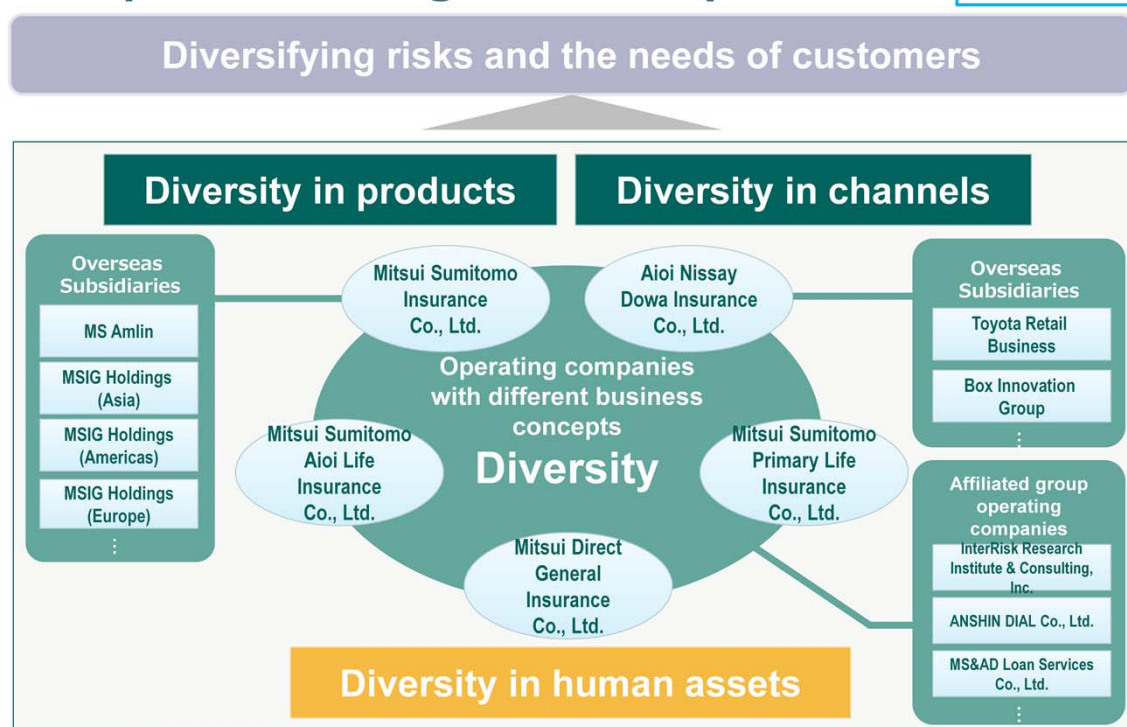 Diversifying risks and the needs of customers
Diversity in products
Diversity in channels
Overseas
Subsidiaries
MS Amlin
MSIG Holdings
(Asia)
MSIG Holdings
(Americas)
MSIG Holdings
(Europe)
⋮
Mitsui Sumitomo
Insurance
Co., Ltd.
Aioi Nissay
Dowa Insurance
Co., Ltd.
Operating companies
with different business
concepts
Diversity
Mitsui Sumitomo
Aioi Life
Insurance
Co., Ltd.
Mitsui Sumitomo
Primary Life
Insurance
Co., Ltd.
Mitsui Direct
General
Insurance
Co., Ltd.
Overseas
Subsidiaries
Toyota Retail
Business
Box Innovation
Group
⋮
Affiliated group
operating
companies
InterRisk Research
Institute & Consulting,
Inc.
ANSHIN DIAL Co., Ltd.
MS&AD Loan Services
Co., Ltd.
⋮
Diversity in human assets